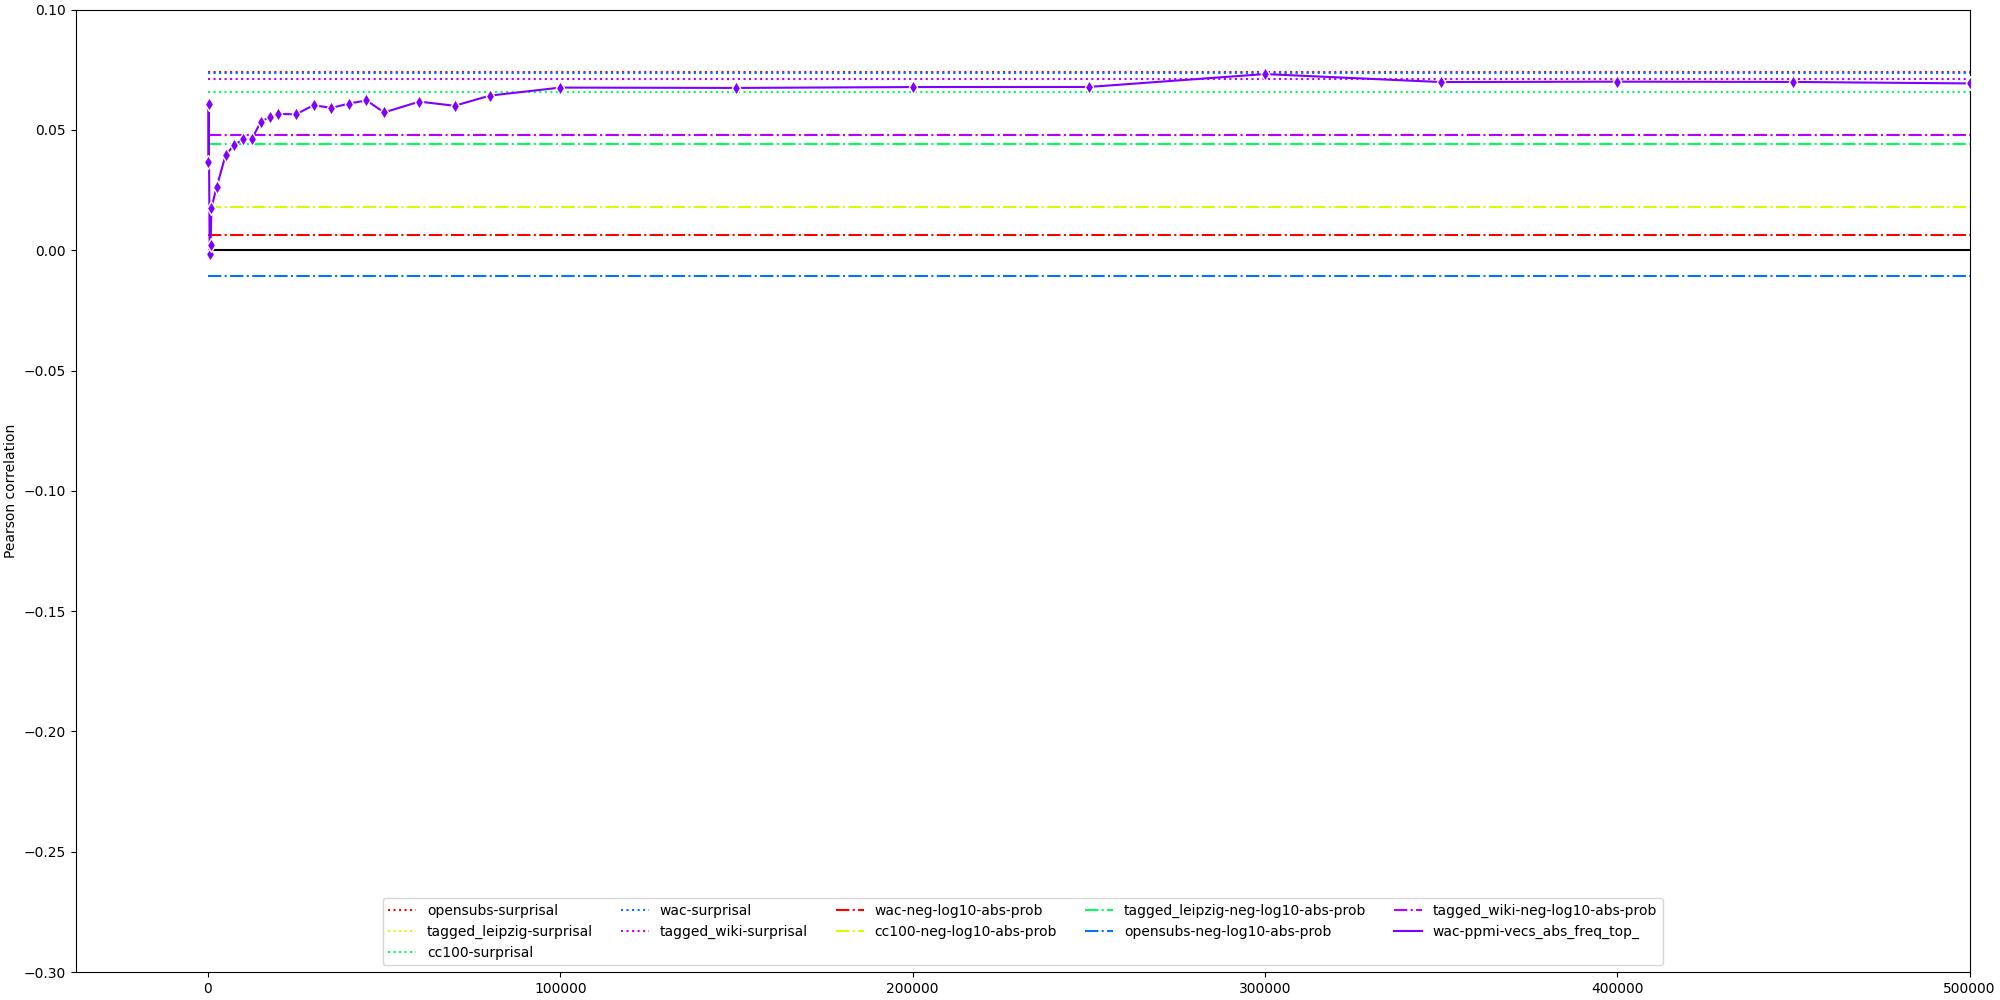 0.10
0.05
0.00
−0.05
−0.10
−0.15
−0.20
−0.25
−0.30
Pearson correlation
0 100000 200000 300000 400000 500000
opensubs-surprisal
tagged_leipzig-surprisal
cc100-surprisal
wac-surprisal
tagged_wiki-surprisal
wac-neg-log10-abs-prob
cc100-neg-log10-abs-prob
tagged_leipzig-neg-log10-abs-prob
opensubs-neg-log10-abs-prob
tagged_wiki-neg-log10-abs-prob
wac-ppmi-vecs_abs_freq_top_